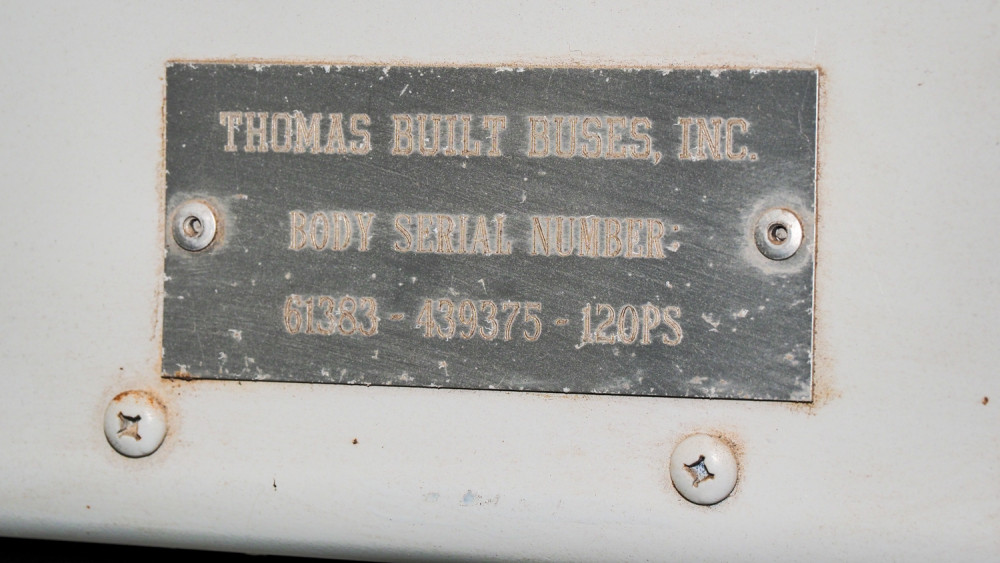 THOMAS BUILT BUSES, INC.
BODY SERIAL NUMBER:
61383 - 439375 - 120PS